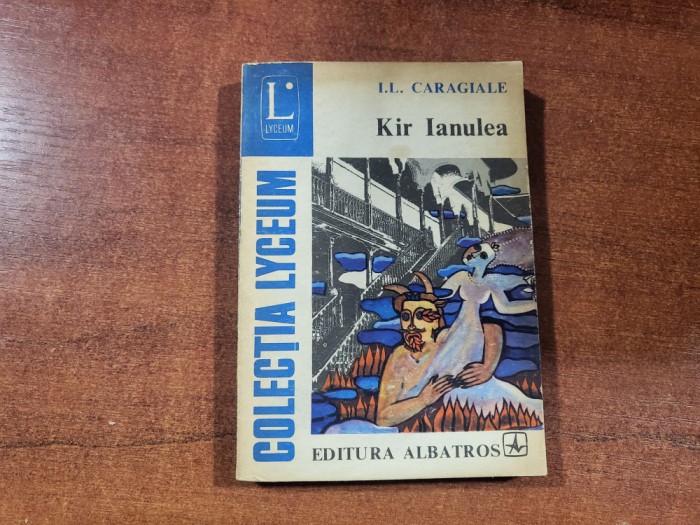 L
LYCEUM
I.L. CARAGIALE
Kir Ianulea
COLECȚIA LYCEUM
EDITURA ALBATROS